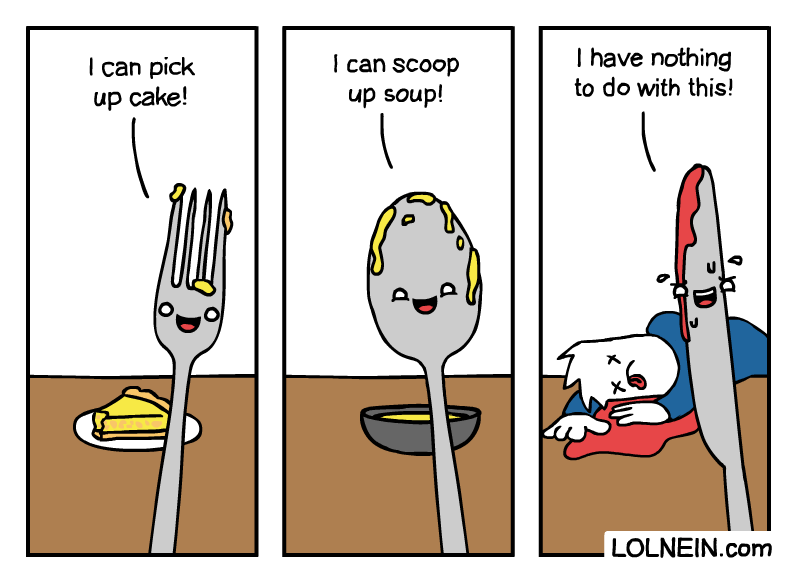 I can pick
up cake!
I can scoop
up soup!
I have nothing
to do with this!
LOLNEIN.com